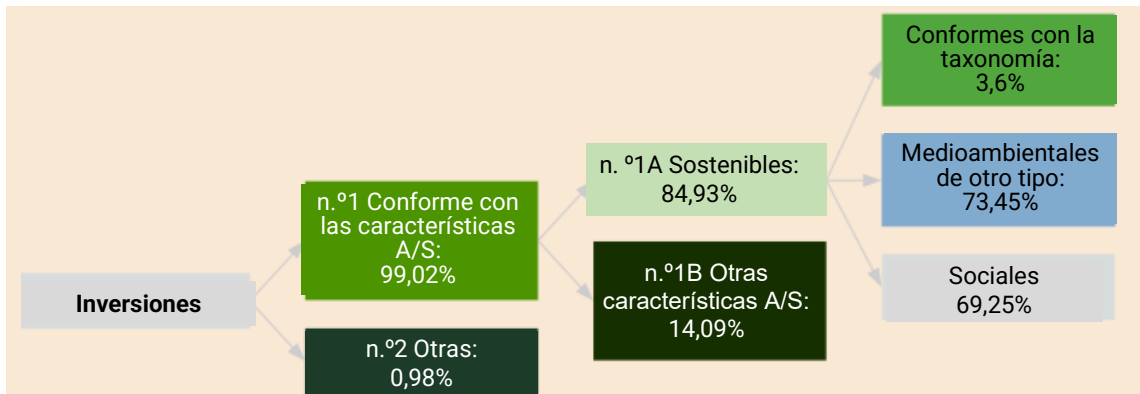 Inversiones
n.º1 Conforme con
las características
A/S:
99,02%
n.º2 Otras:
0,98%
n. º1A Sostenibles:
84,93%
n.º1B Otras
características A/S:
14,09%
Conformes con la
taxonomía:
3,6%
Medioambientales
de otro tipo:
73,45%
Sociales
69,25%